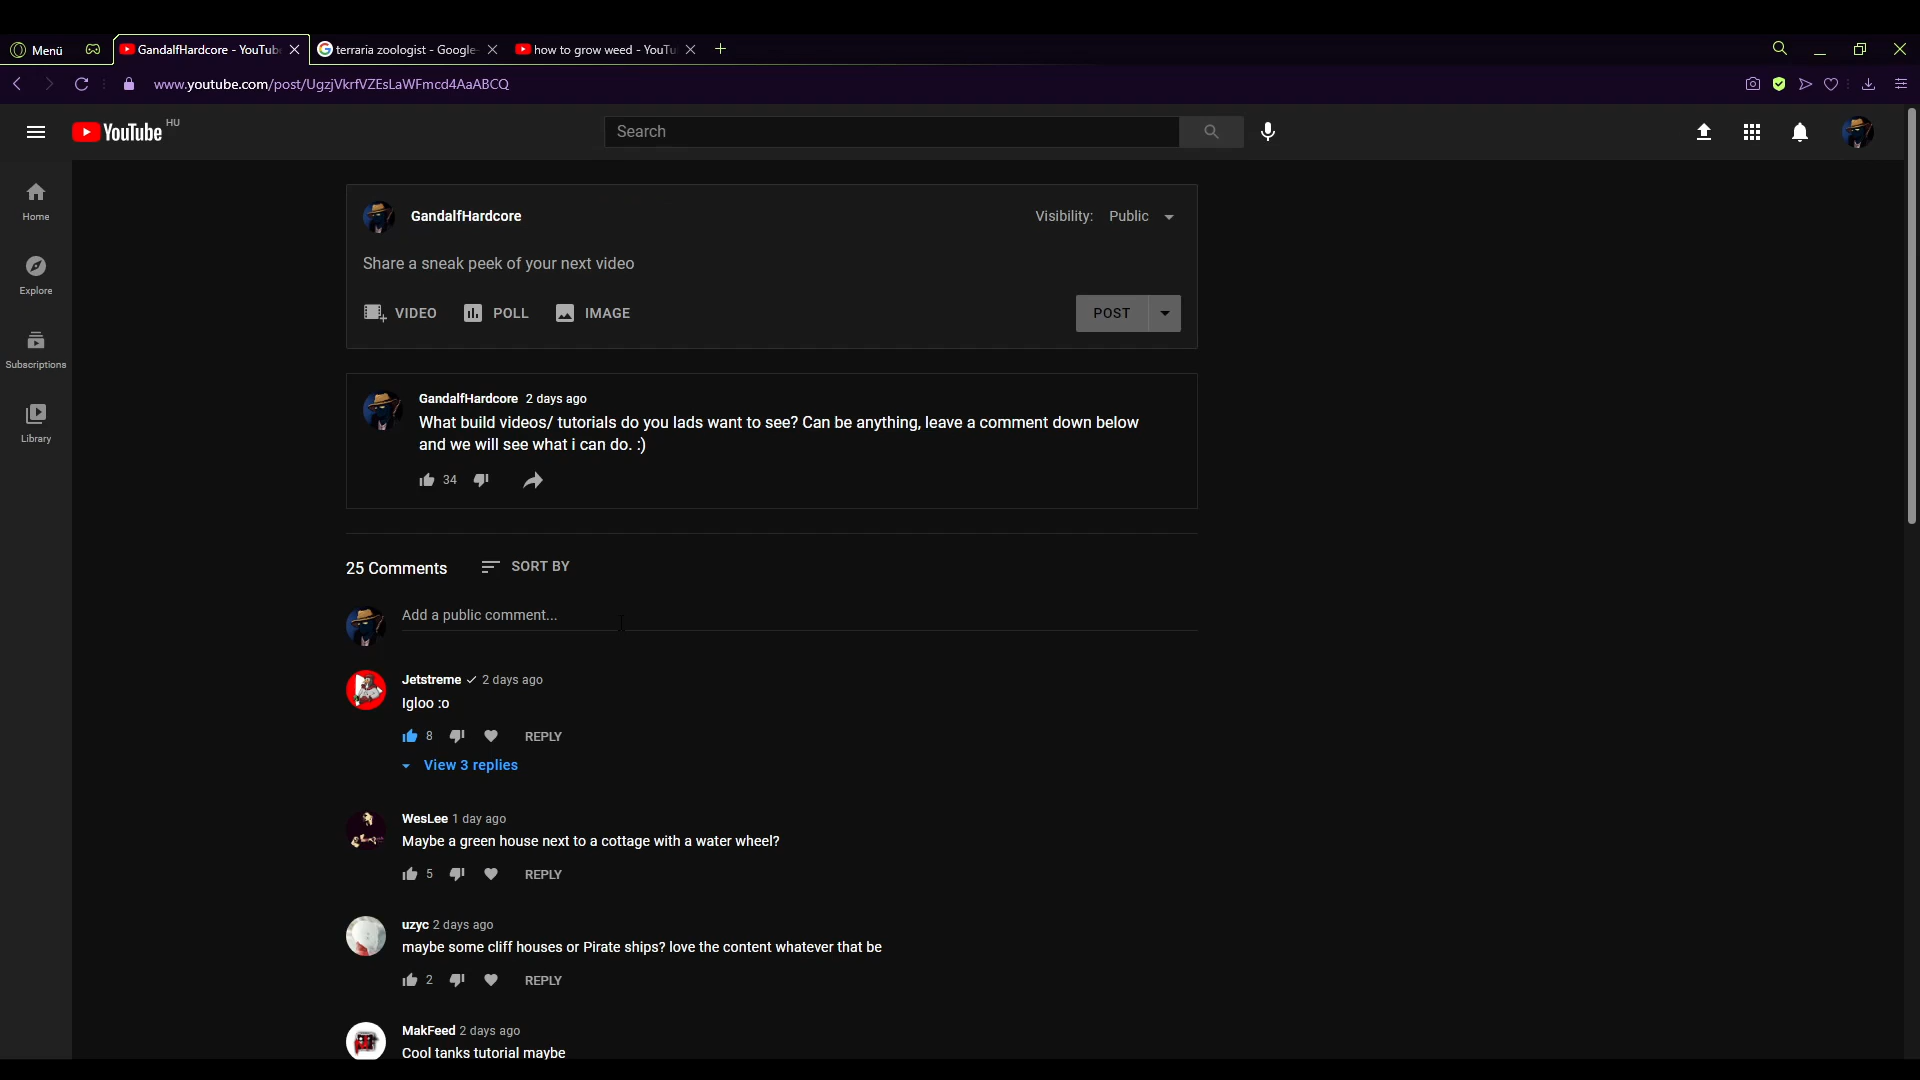 Menü
GandalfHardcore - YouTub
terraria zoologist - Google
how to grow weed - YouTu
www.youtube.com/post/UgzjVkrfVZEsLaWFmcd4AaABCQ
YouTube HU
Search
Home
Explore
Subscriptions
Library
GandalfHardcore
Visibility: Public
Share a sneak peek of your next video
VIDEO POLL IMAGE
POST
GandalfHardcore 2 days ago
What build videos/ tutorials do you lads want to see? Can be anything, leave a comment down below
and we will see what i can do. :)
34
25 Comments SORT BY
Add a public comment...
Jetstreme 2 days ago
Igloo :o
8 REPLY
View 3 replies
WesLee 1 day ago
Maybe a green house next to a cottage with a water wheel?
5 REPLY
uzyc 2 days ago
maybe some cliff houses or Pirate ships? love the content whatever that be
2 REPLY
MakFeed 2 days ago
Cool tanks tutorial maybe